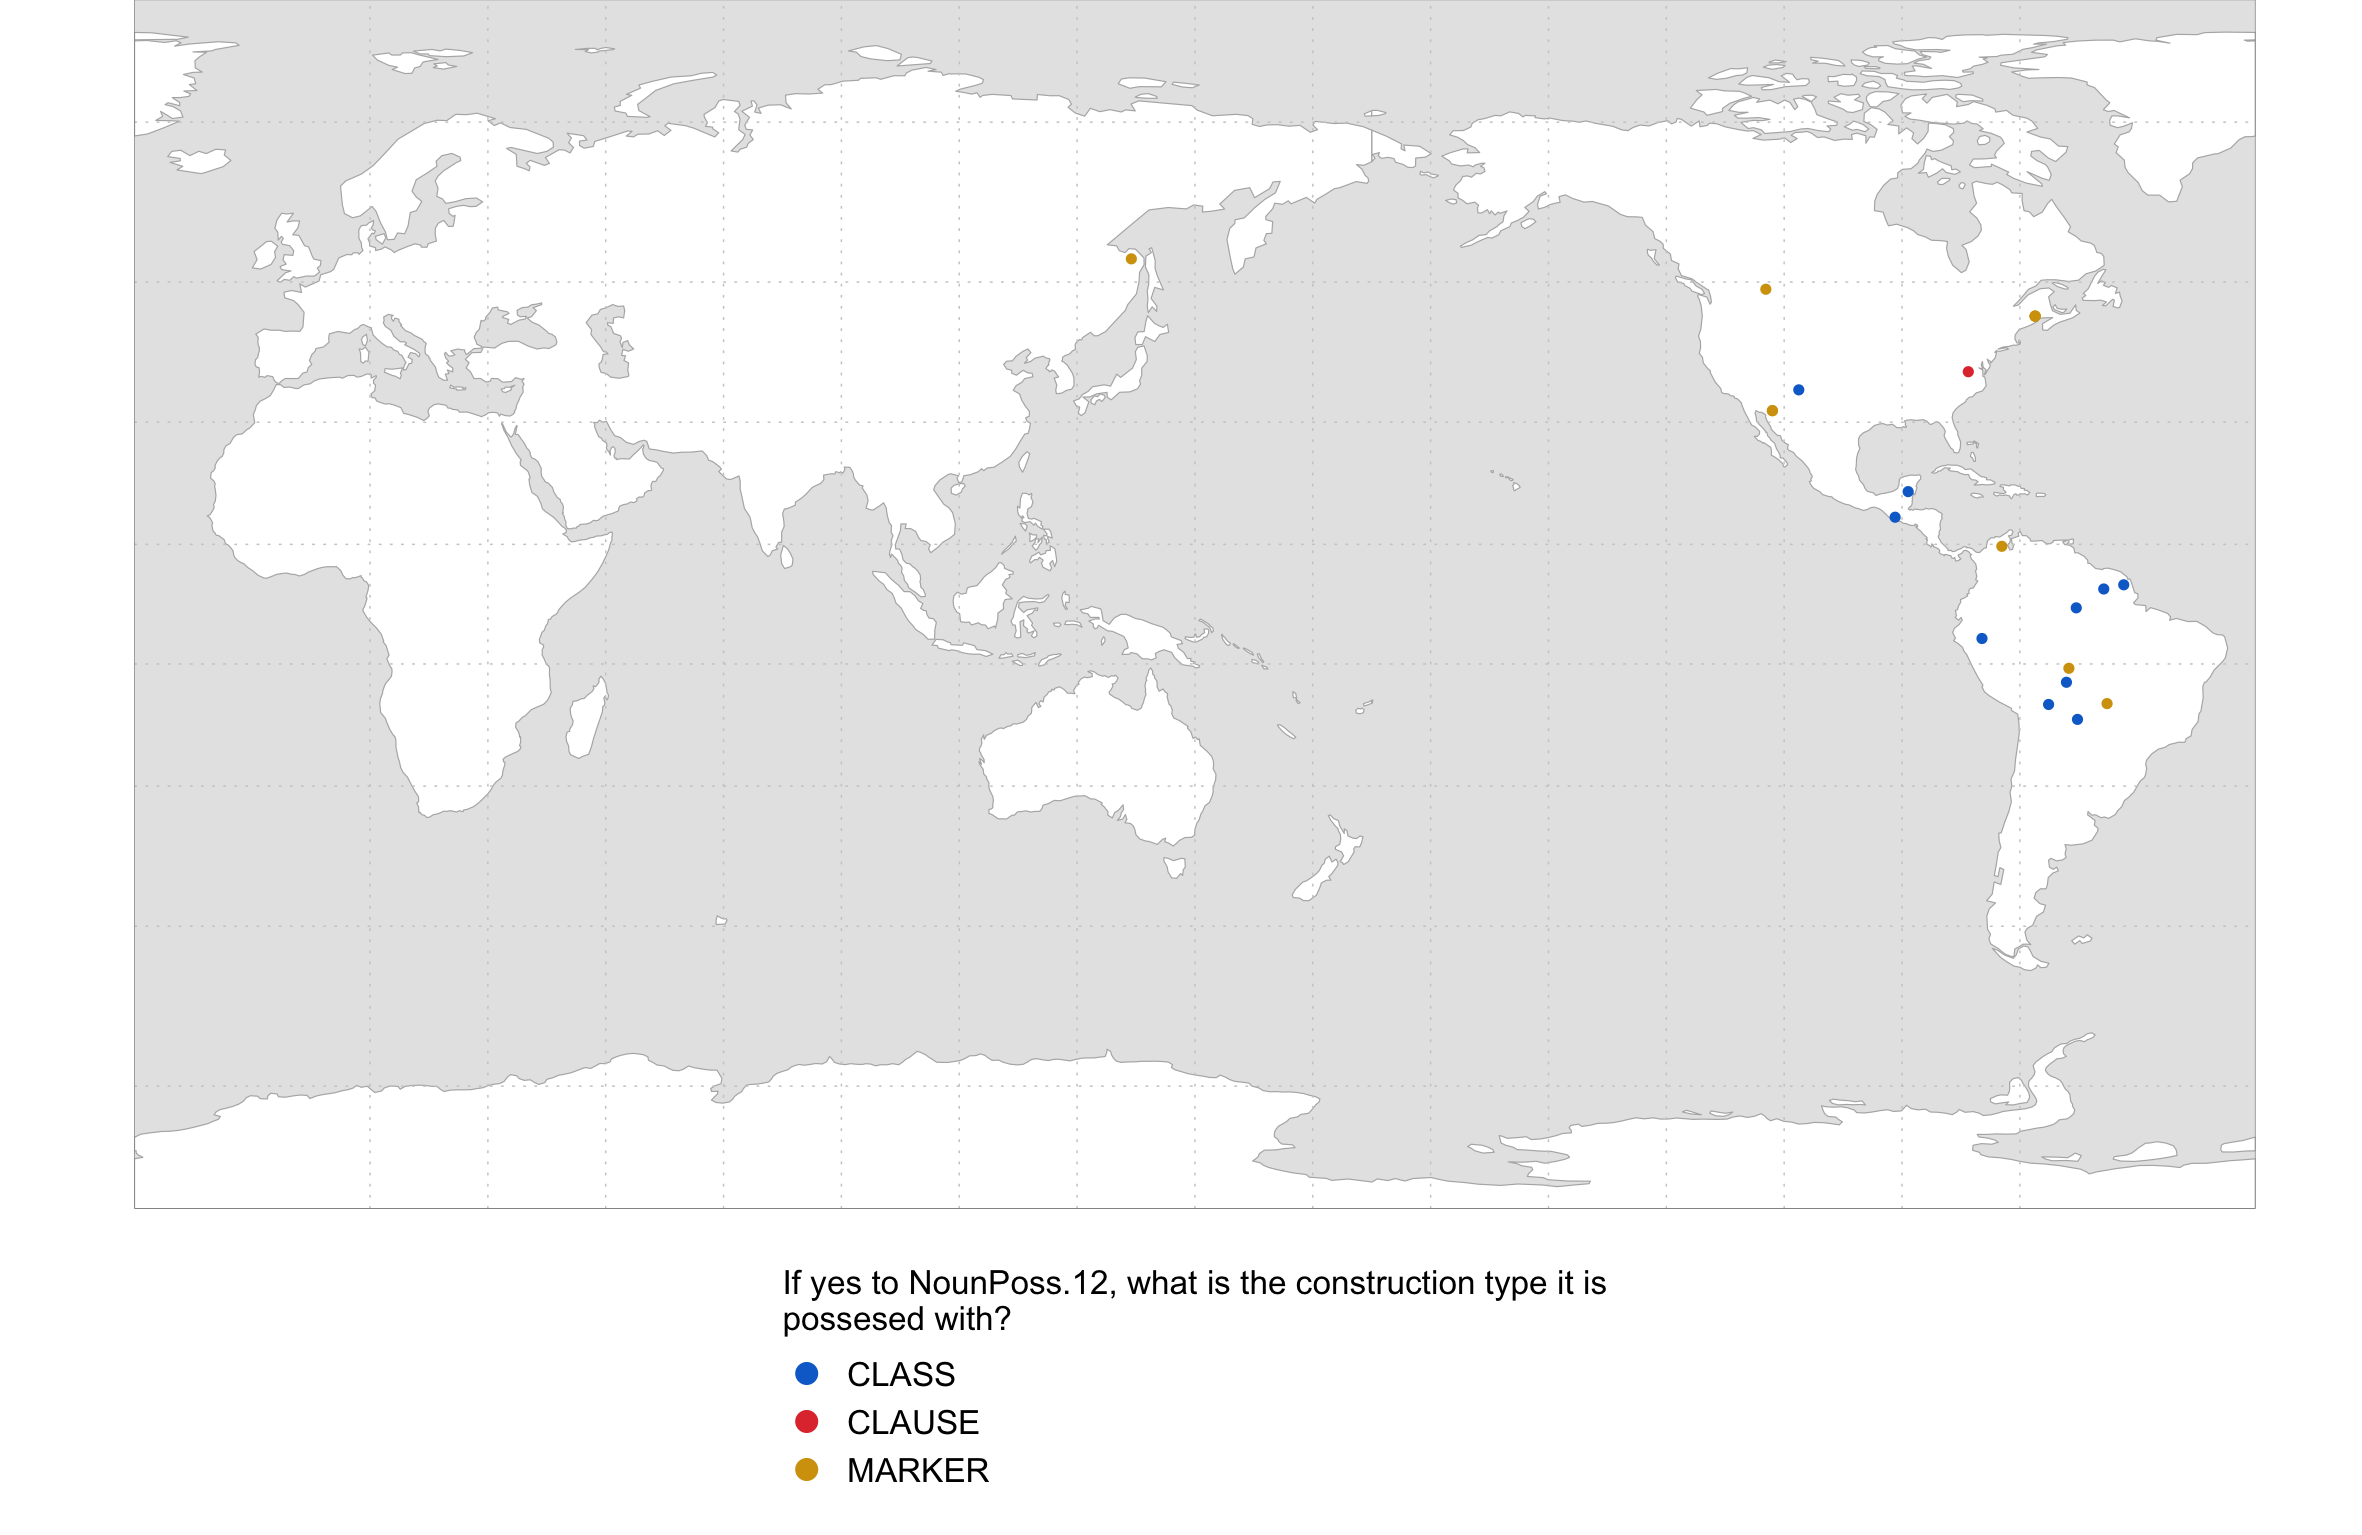 If yes to NounPoss.12, what is the construction type it is
possesed with?
CLASS
CLAUSE
MARKER